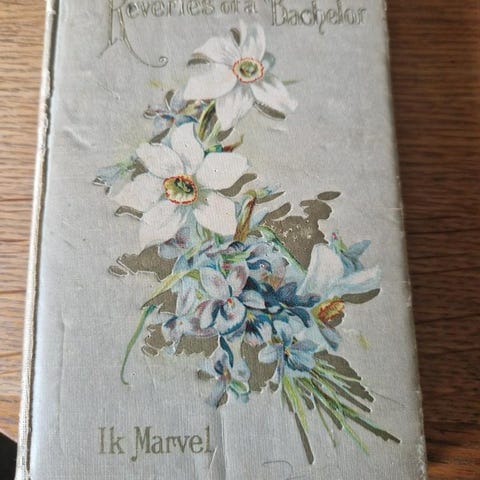 Reveries of a Bachelor
Ik Marvel